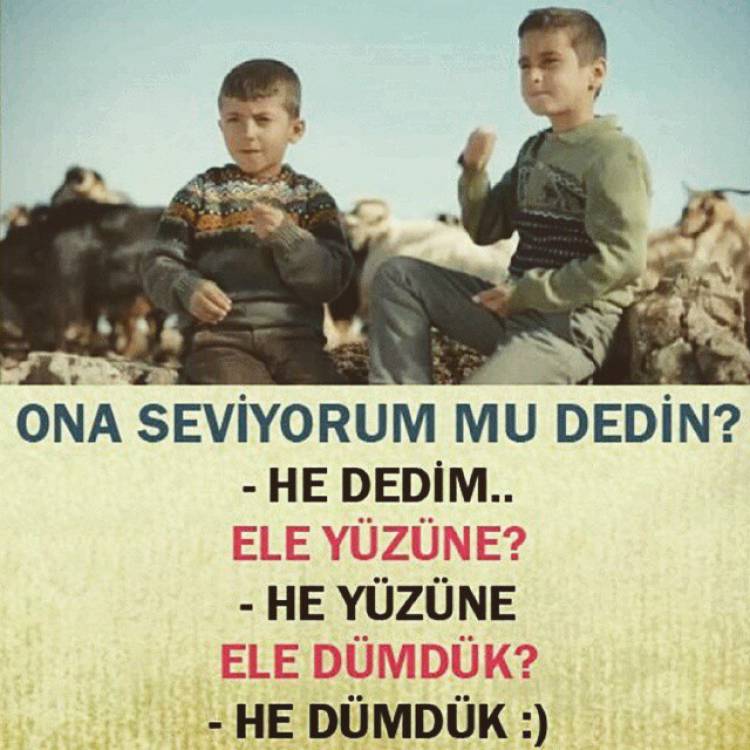 ONA SEVİYORUM MU DEDİN?
- HE DEDİM..
ELE YÜZÜNE?
- HE YÜZÜNE
ELE DÜMDÜK?
- HE DÜMDÜK :)